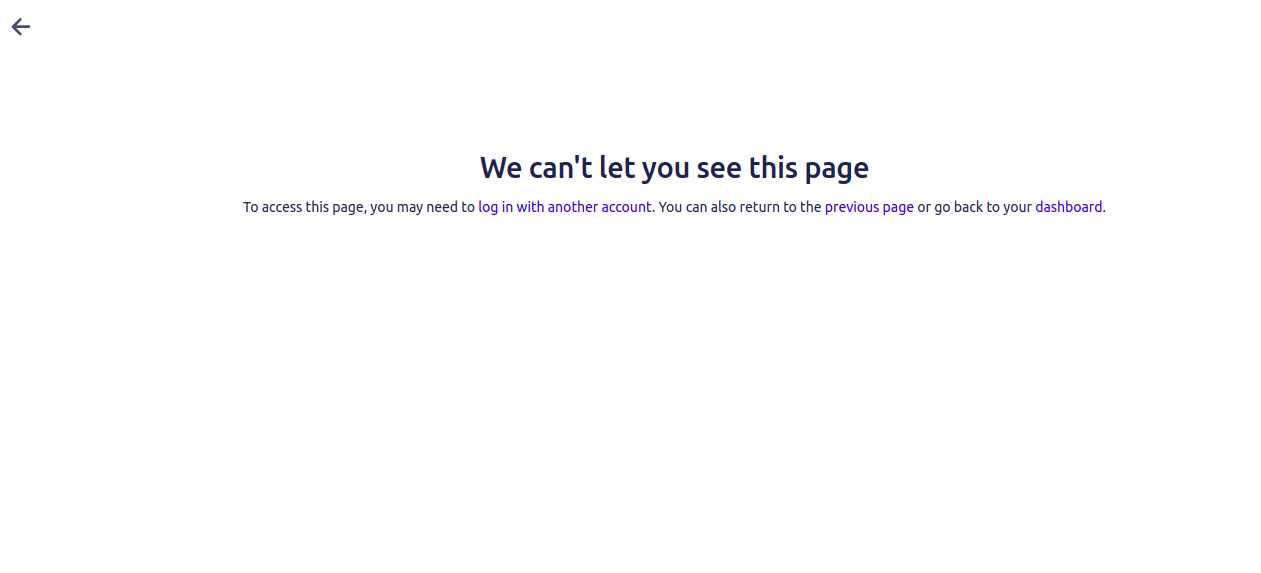 We can't let you see this page
To access this page, you may need to log in with another account. You can also return to the previous page or go back to your dashboard.